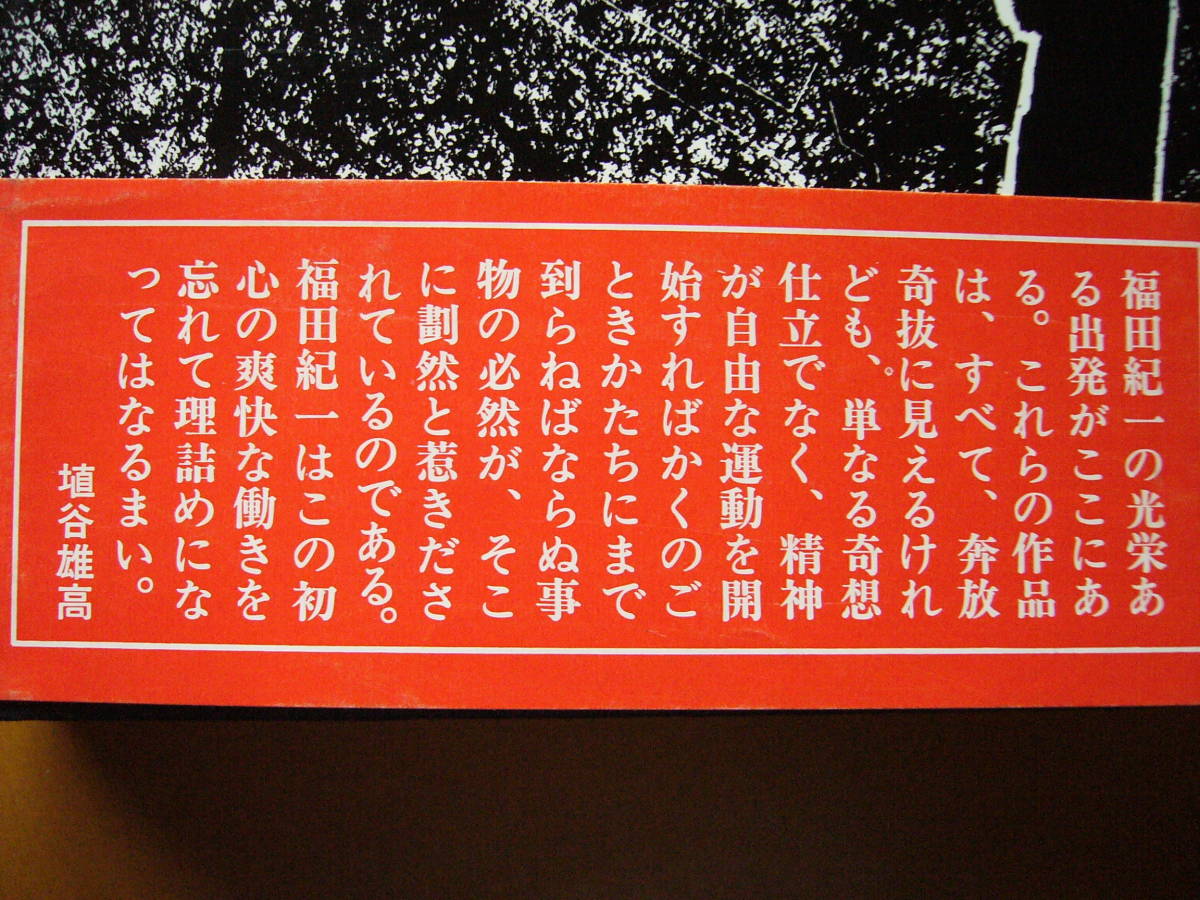 福田紀一の光栄あ
る出発がここにあ
る。これらの作品
は、すべて、奔放
奇抜に見えるけれ
ども、単なる奇想
仕立でなく、精神
が自由な運動を開
始すればかくのご
ときかたちにまで
到らねばならぬ事
物の必然が、そこ
に劃然と惹きださ
れているのである。
福田紀一はこの初
心の爽快な働きを
忘れて理詰めにな
ってはなるまい。
埴谷雄高